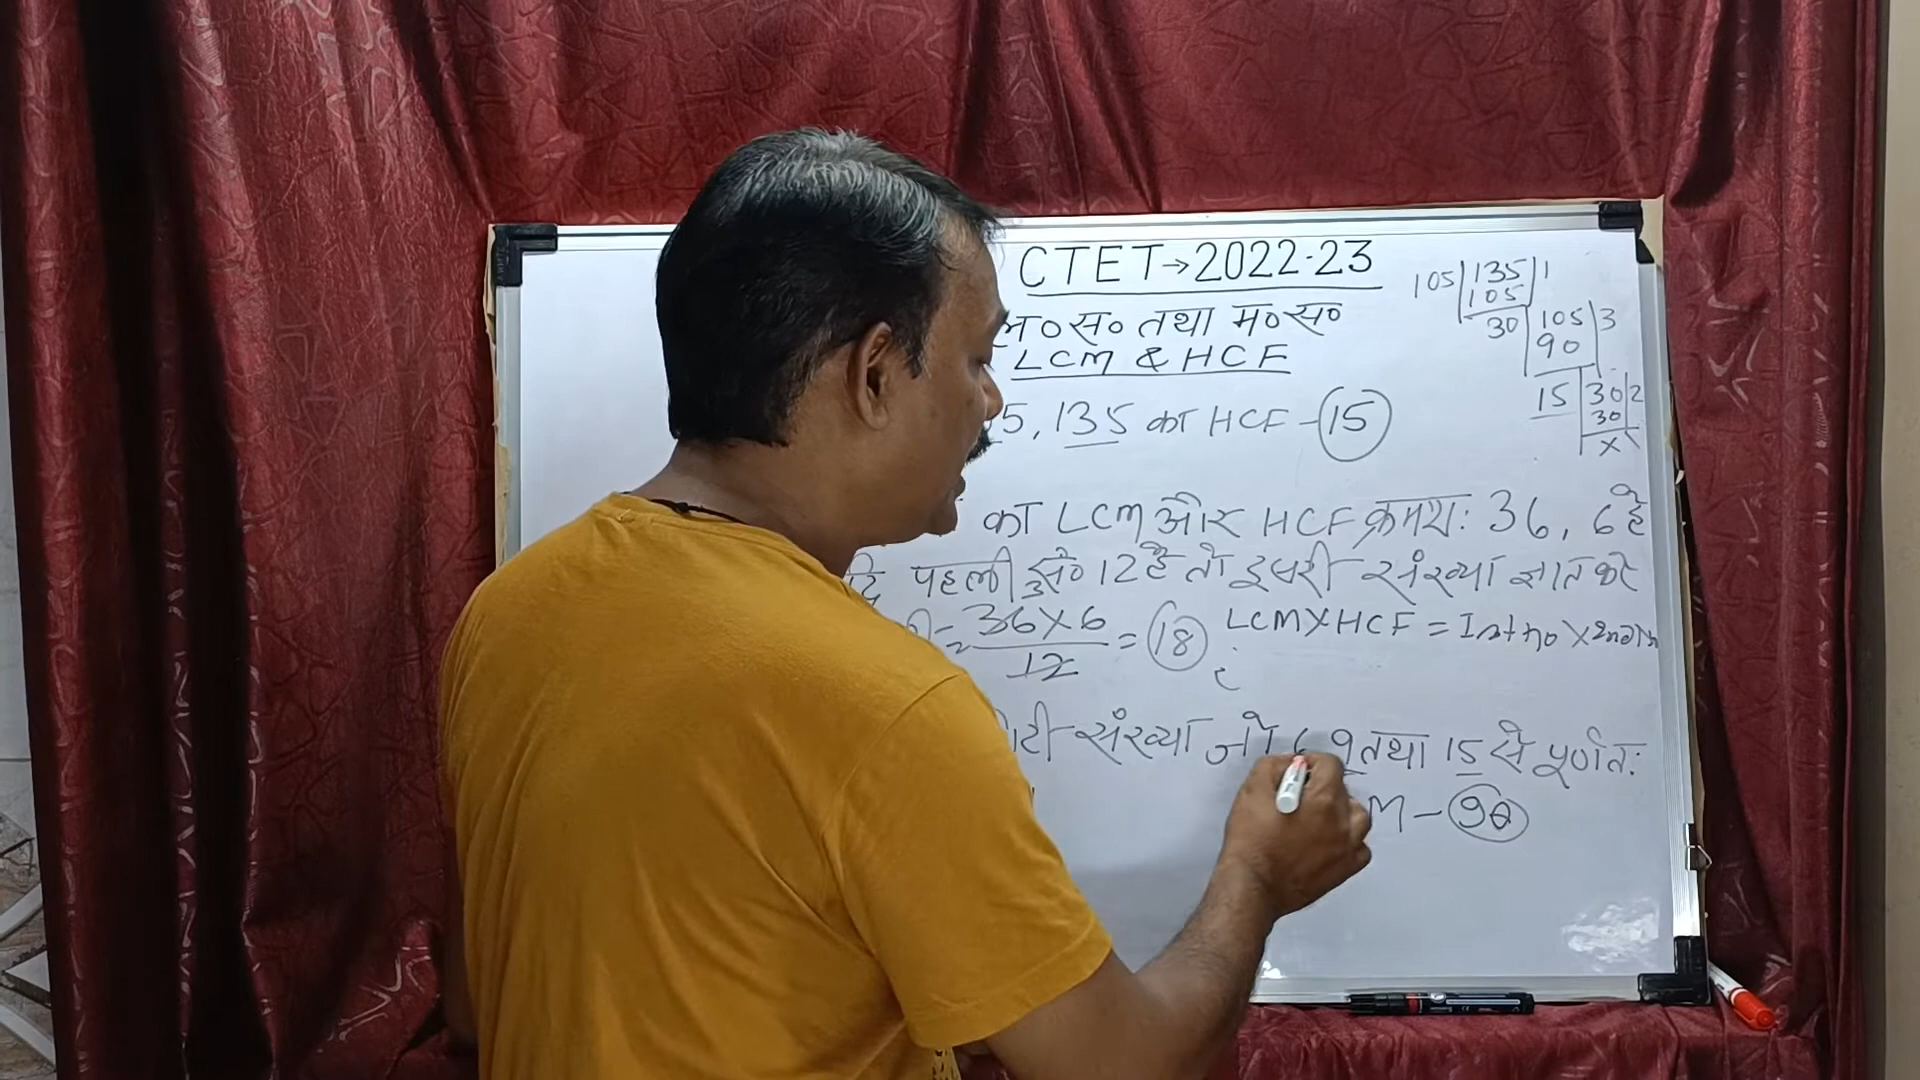 CTET→2022-23
ल०स० तथा म०स०
LCM & HCF
5, 135 का HCF - 15
105 135 1
105
30 105 3
90
15 30 2
30
X
का LCM और HCF क्रमश: 36, 6 है
पहली सं० 12 है तो दूसरी संख्या ज्ञात करो
= 36 X 6 = 18
12
3
LCM X HCF = Ist no X 2nd
संख्या जो 6 9 तथा 15 से पूर्णत:
M - 90